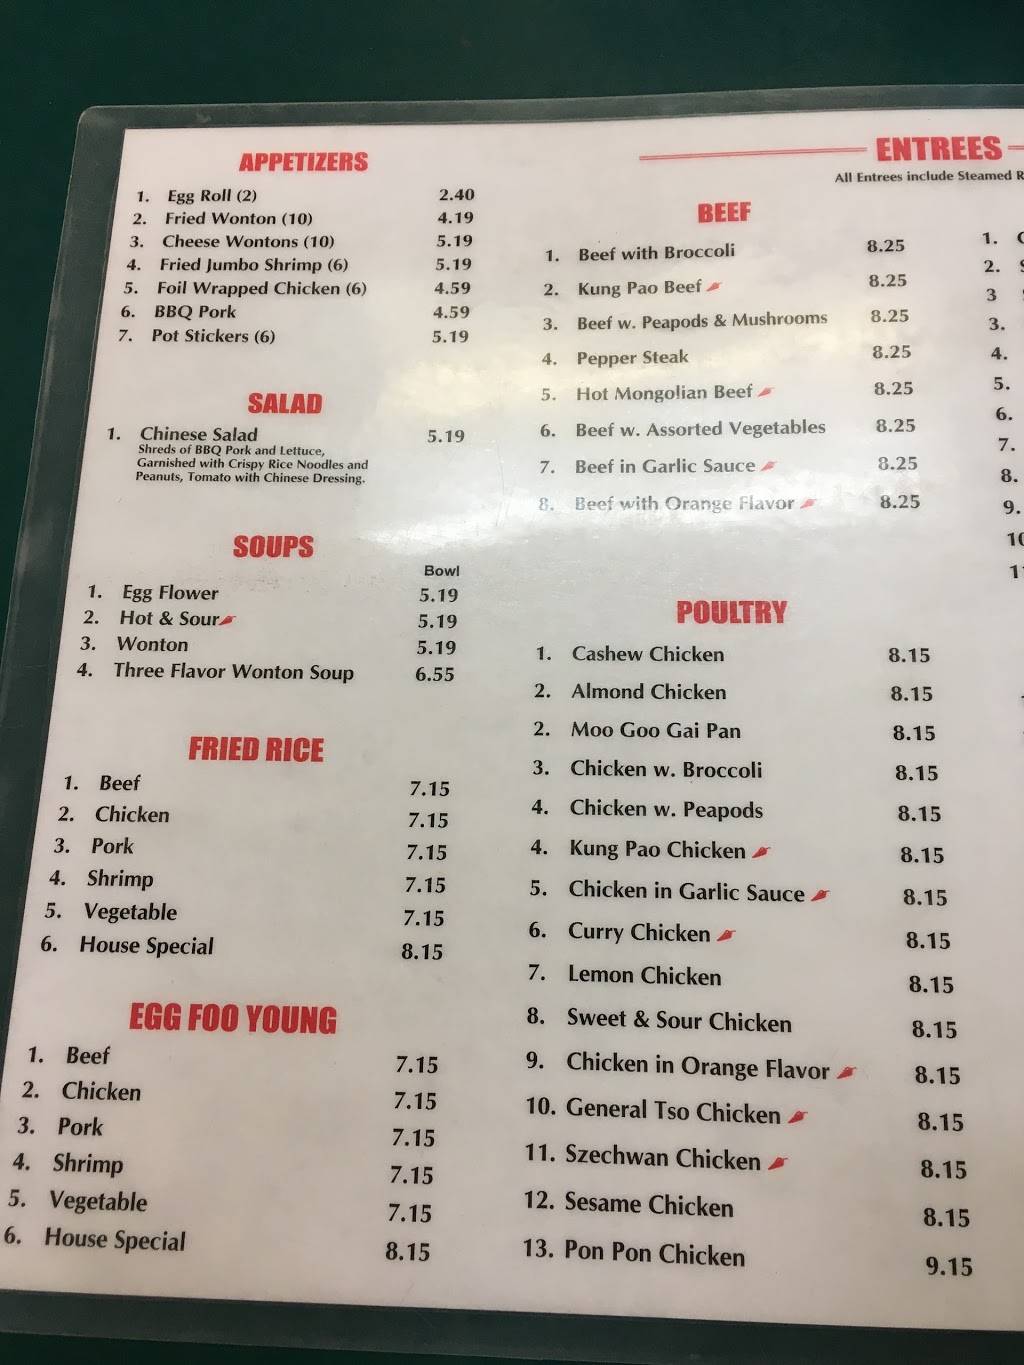 APPETIZERS
1. Egg Roll (2) 2.40
2. Fried Wonton (10) 4.19
3. Cheese Wontons (10) 5.19
4. Fried Jumbo Shrimp (6) 5.19
5. Foil Wrapped Chicken (6) 4.59
6. BBQ Pork 4.59
7. Pot Stickers (6) 5.19
SALAD
1. Chinese Salad 5.19
Shreds of BBQ Pork and Lettuce,
Garnished with Crispy Rice Noodles and
Peanuts, Tomato with Chinese Dressing.
SOUPS
Bowl
1. Egg Flower 5.19
2. Hot & Sour 5.19
3. Wonton 5.19
4. Three Flavor Wonton Soup 6.55
FRIED RICE
1. Beef 7.15
2. Chicken 7.15
3. Pork 7.15
4. Shrimp 7.15
5. Vegetable 7.15
6. House Special 8.15
EGG FOO YOUNG
1. Beef 7.15
2. Chicken 7.15
3. Pork 7.15
4. Shrimp 7.15
5. Vegetable 7.15
6. House Special 8.15
ENTREES
All Entrees include Steamed
BEEF
1. Beef with Broccoli 8.25
2. Kung Pao Beef 8.25
3. Beef w. Peapods & Mushrooms 8.25
4. Pepper Steak 8.25
5. Hot Mongolian Beef 8.25
6. Beef w. Assorted Vegetables 8.25
7. Beef in Garlic Sauce 8.25
8. Beef with Orange Flavor 8.25
POULTRY
1. Cashew Chicken 8.15
2. Almond Chicken 8.15
2. Moo Goo Gai Pan 8.15
3. Chicken w. Broccoli 8.15
4. Chicken w. Peapods 8.15
4. Kung Pao Chicken 8.15
5. Chicken in Garlic Sauce 8.15
6. Curry Chicken 8.15
7. Lemon Chicken 8.15
8. Sweet & Sour Chicken 8.15
9. Chicken in Orange Flavor 8.15
10. General Tso Chicken 8.15
11. Szechwan Chicken 8.15
12. Sesame Chicken 8.15
13. Pon Pon Chicken 9.15
1.
2.
3
3.
4.
5.
6.
7.
8.
9.
10